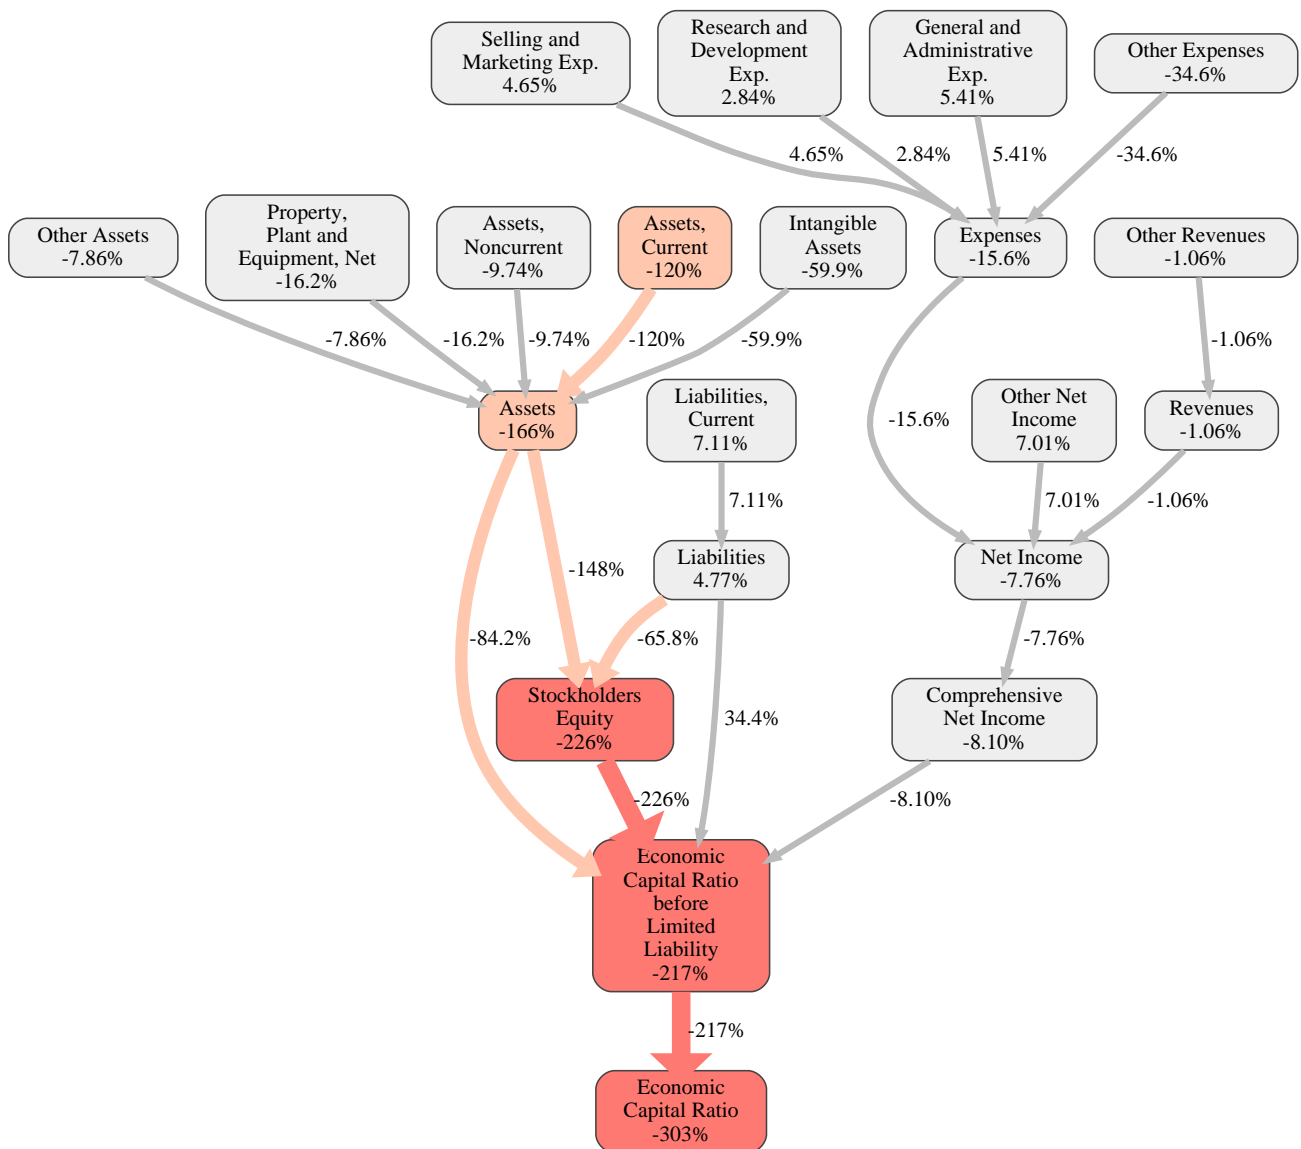 Selling and
Marketing Exp.
4.65%
Research and
Development
Exp.
2.84%
General and
Administrative
Exp.
5.41%
Other Expenses
-34.6%
4.65%
2.84%
5.41%
-34.6%
Other Assets
-7.86%
Property,
Plant and
Equipment, Net
-16.2%
Assets,
Noncurrent
-9.74%
Assets,
Current
-120%
Intangible
Assets
-59.9%
Expenses
-15.6%
Other Revenues
-1.06%
-7.86%
-16.2%
-9.74%
-120%
-59.9%
-1.06%
Assets
-166%
Liabilities,
Current
7.11%
-15.6%
Other Net
Income
7.01%
Revenues
-1.06%
7.11%
7.01%
-1.06%
-148%
Liabilities
4.77%
Net Income
-7.76%
-84.2%
-65.8%
-7.76%
Stockholders
Equity
-226%
34.4%
Comprehensive
Net Income
-8.10%
-226%
-8.10%
Economic
Capital Ratio
before
Limited
Liability
-217%
-217%
Economic
Capital Ratio
-303%